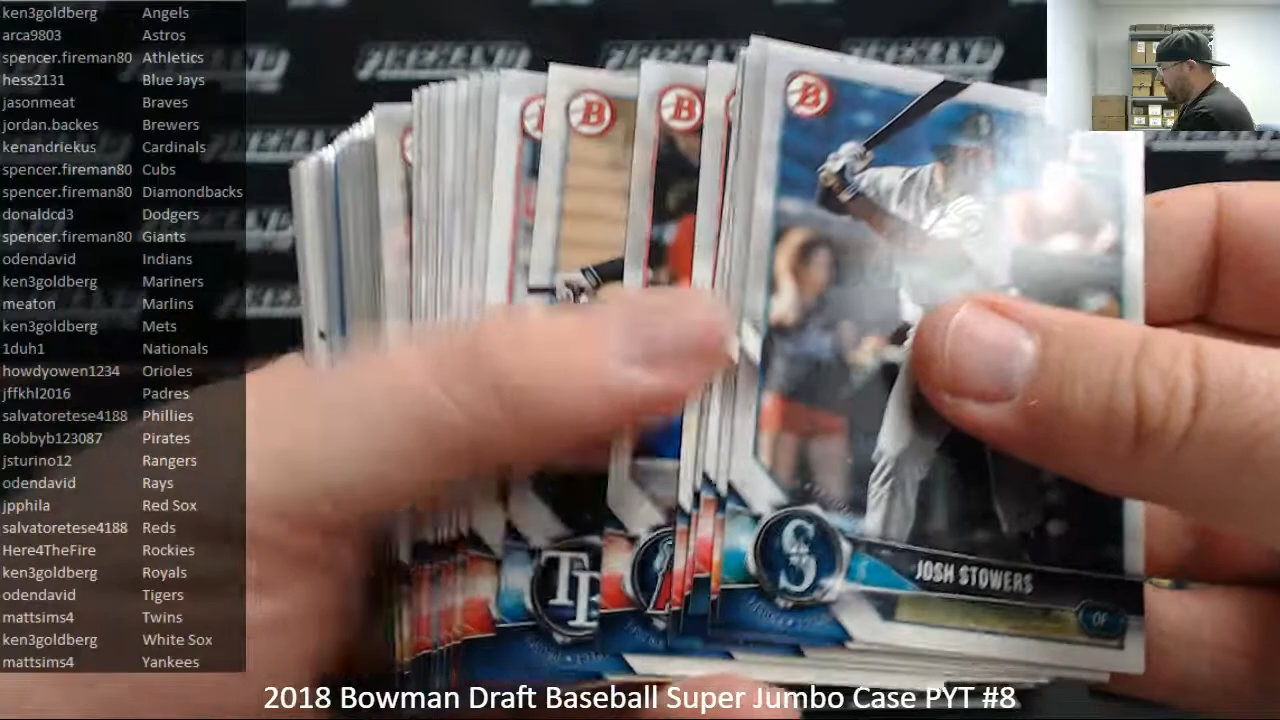 ken3goldberg Angels
arca9803 Astros
spencer.fireman80 Athletics
hess2131 Blue Jays
jasonmeat Braves
jordan.backes Brewers
kenandriekus Cardinals
spencer.fireman80 Cubs
spencer.fireman80 Diamondbacks
donaldcd3 Dodgers
spencer.fireman80 Giants
odendavid Indians
ken3goldberg Mariners
meaton Marlins
ken3goldberg Mets
1duh1 Nationals
howdyowen1234 Orioles
jffkhl2016 Padres
salvatoretese4188 Phillies
Bobbyb123087 Pirates
jsturino12 Rangers
odendavid Rays
jpphila Red Sox
salvatoretese4188 Reds
Here4TheFire Rockies
ken3goldberg Royals
odendavid Tigers
mattsims4 Twins
ken3goldberg White Sox
mattsims4 Yankees
FIREHAND
FIREHAND
FIREHAND
B
B
B
S
TB
JOSH STOWERS
OF
2018 Bowman Draft Baseball Super Jumbo Case PYT #8